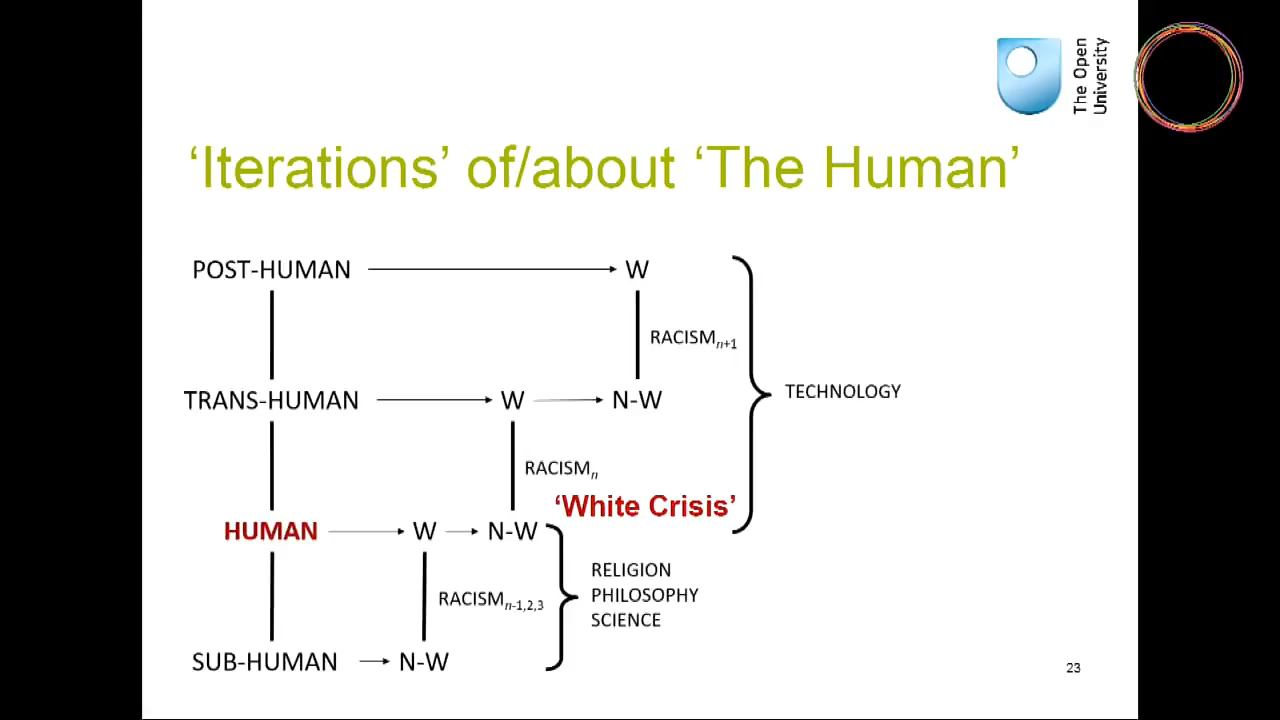 The Open
University
‘Iterations’ of/about ‘The Human’
POST-HUMAN W
RACISMn+1
TRANS-HUMAN W N-W
TECHNOLOGY
RACISMn
‘White Crisis’
HUMAN W N-W
RELIGION
PHILOSOPHY
SCIENCE
RACISMn-1,2,3
SUB-HUMAN N-W
23